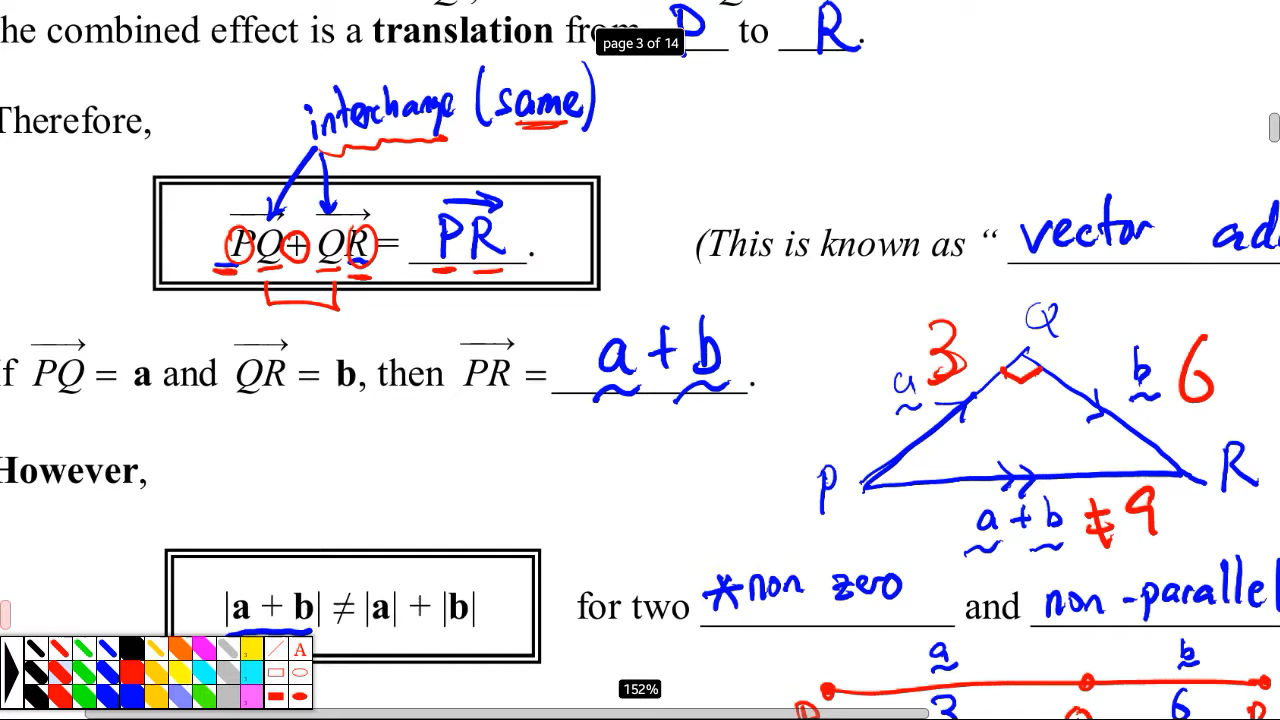 he combined effect is a translation from P to R.
page 3 of 14
interchange (same)
Therefore,
PQ + QR = PR.
(This is known as “ vector
Q
3
a
b
6
If PQ = a and QR = b, then PR = a + b.
P
R
a + b ≠ 9
However,
|a + b| ≠ |a| + |b|
for two *non zero and non-parallel
a
b
3
6
A
152%